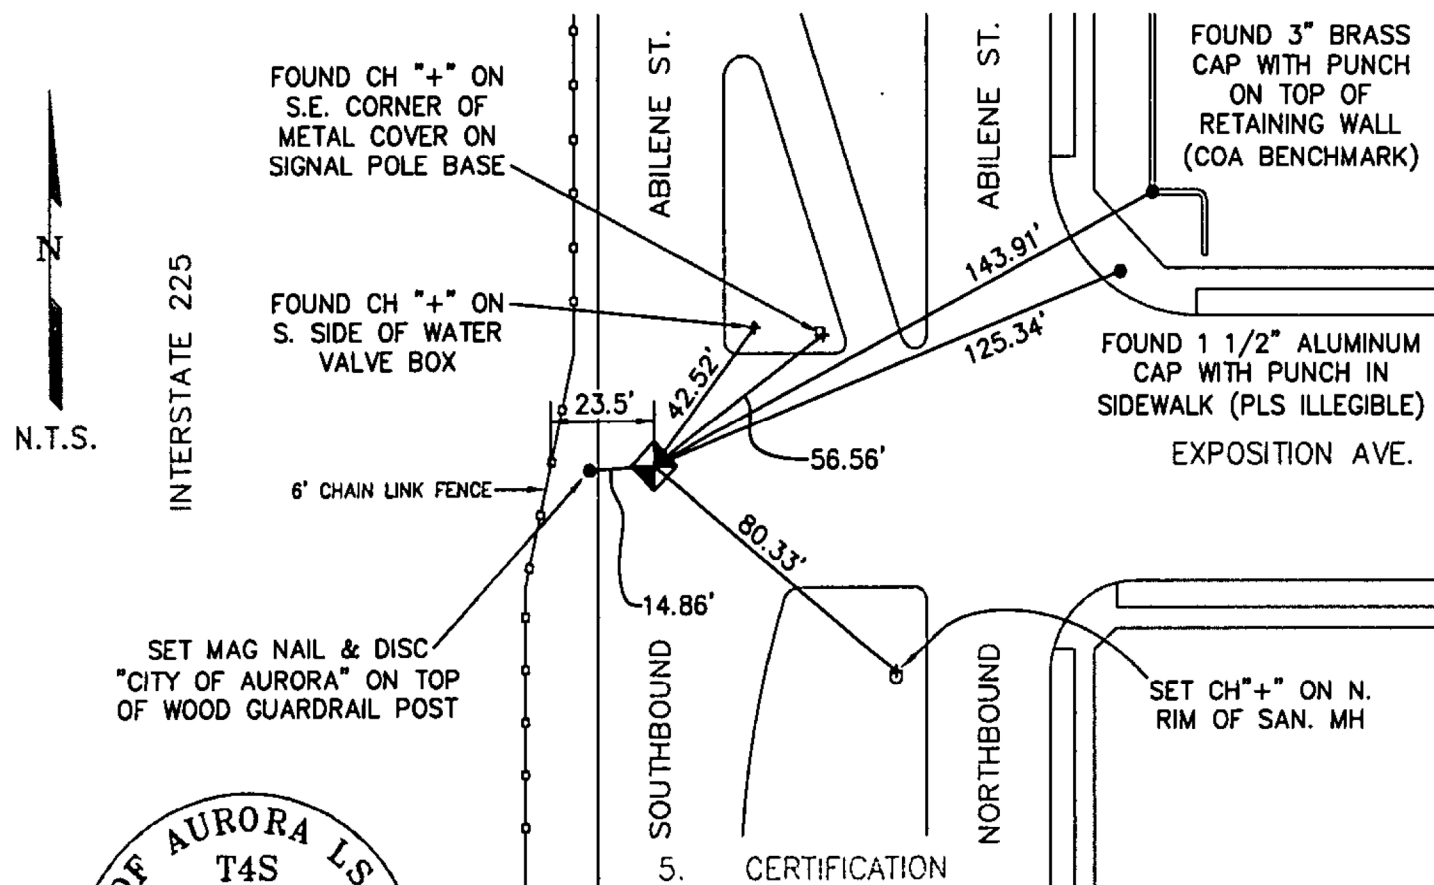 FOUND CH "+" ON
S.E. CORNER OF
METAL COVER ON
SIGNAL POLE BASE
ABILENE ST.
ABILENE ST.
FOUND 3" BRASS
CAP WITH PUNCH
ON TOP OF
RETAINING WALL
(COA BENCHMARK)
N
N.T.S.
INTERSTATE 225
FOUND CH "+" ON
S. SIDE OF WATER
VALVE BOX
143.91'
125.34'
FOUND 1 1/2" ALUMINUM
CAP WITH PUNCH IN
SIDEWALK (PLS ILLEGIBLE)
EXPOSITION AVE.
42.52'
23.5'
56.56'
6' CHAIN LINK FENCE
80.33'
14.86'
SET MAG NAIL & DISC
"CITY OF AURORA" ON TOP
OF WOOD GUARDRAIL POST
SOUTHBOUND
NORTHBOUND
SET CH"+" ON N.
RIM OF SAN. MH
OF AURORA LS
T4S
5. CERTIFICATION